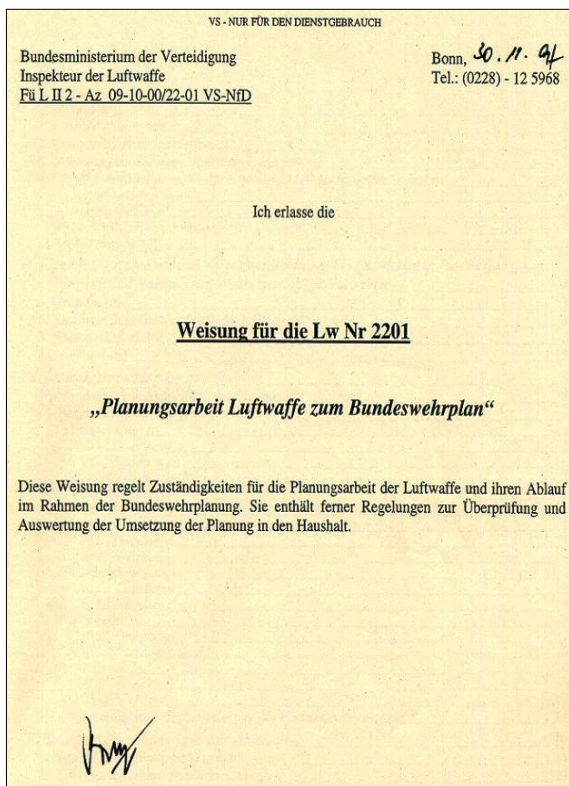 VS - NUR FÜR DEN DIENSTGEBRAUCH
Bundesministerium der Verteidigung
Inspekteur der Luftwaffe
Fü L II 2 - Az 09-10-00/22-01 VS-NfD
Bonn, 30.11.94
Tel.: (0228) - 12 5968
Ich erlasse die
Weisung für die Lw Nr 2201
„Planungsarbeit Luftwaffe zum Bundeswehrplan“
Diese Weisung regelt Zuständigkeiten für die Planungsarbeit der Luftwaffe und ihren Ablauf
im Rahmen der Bundeswehrplanung. Sie enthält ferner Regelungen zur Überprüfung und
Auswertung der Umsetzung der Planung in den Haushalt.